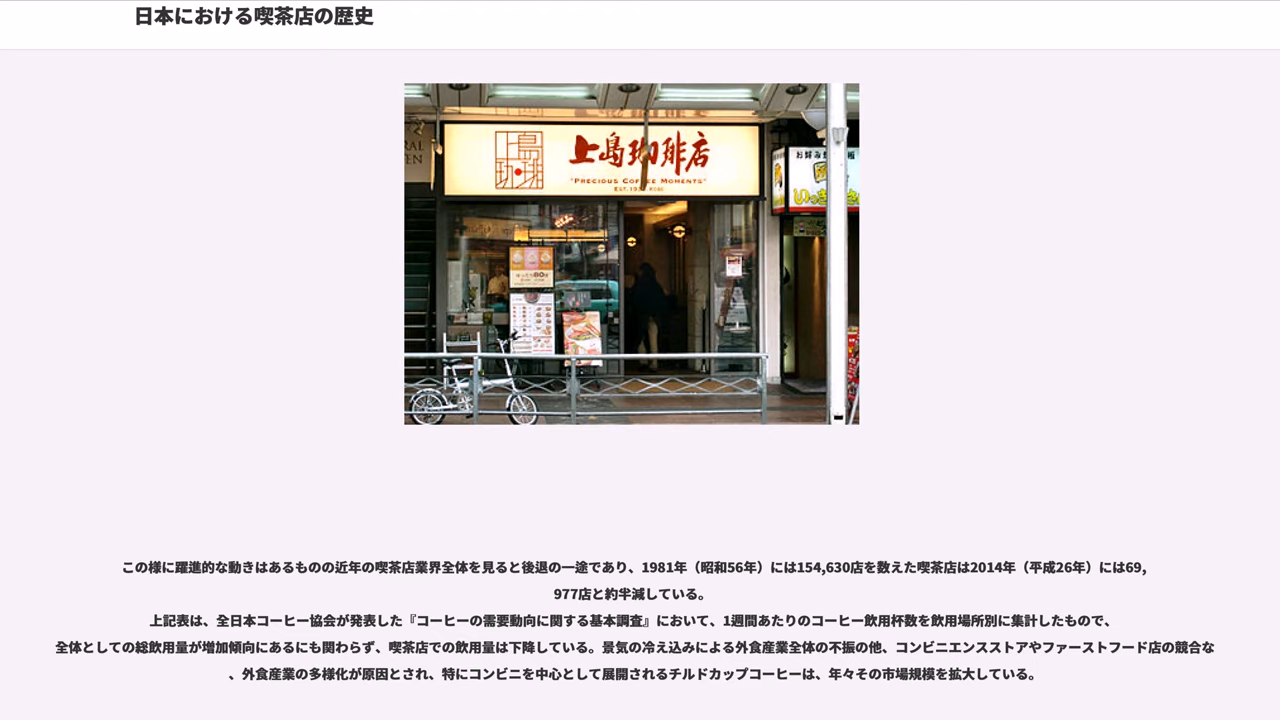 日本における喫茶店の歴史
上島珈琲店
"PRECIOUS COFFEE MOMENTS"
この様に躍進的な動きはあるものの近年の喫茶店業界全体を見ると後退の一途であり、1981年（昭和56年）には154,630店を数えた喫茶店は2014年（平成26年）には69,
977店と約半減している。
上記表は、全日本コーヒー協会が発表した『コーヒーの需要動向に関する基本調査』において、1週間あたりのコーヒー飲用杯数を飲用場所別に集計したもので、
全体としての総飲用量が増加傾向にあるにも関わらず、喫茶店での飲用量は下降している。景気の冷え込みによる外食産業全体の不振の他、コンビニエンスストアやファーストフード店の競合な
、外食産業の多様化が原因とされ、特にコンビニを中心として展開されるチルドカップコーヒーは、年々その市場規模を拡大している。